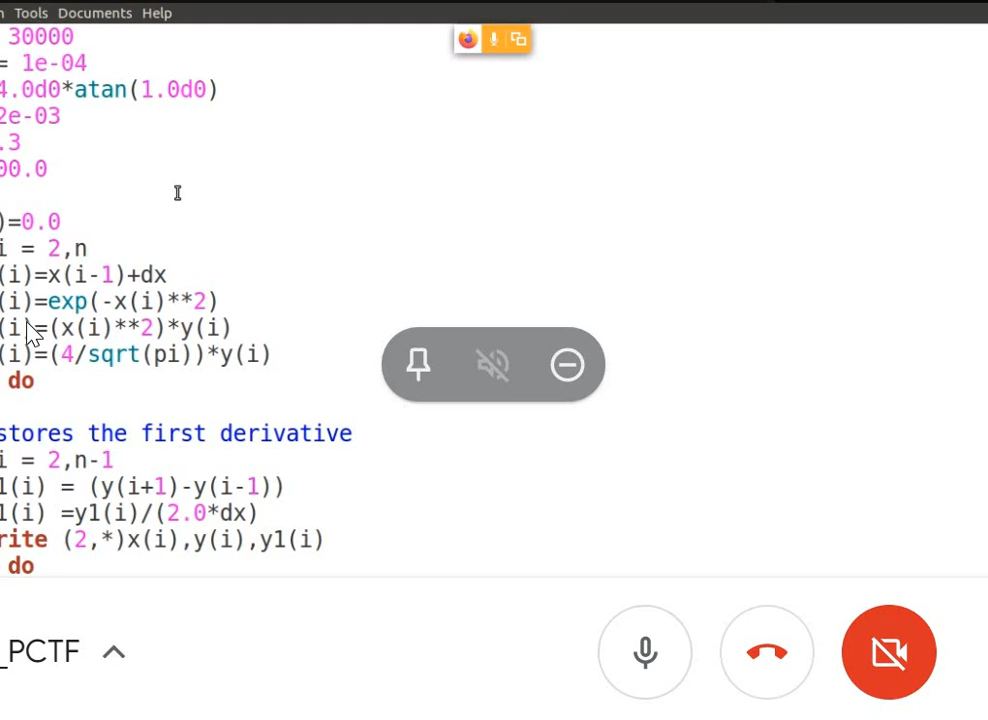 Tools Documents Help
30000
= 1e-04
4.0d0*atan(1.0d0)
2e-03
.3
00.0
)=0.0
i = 2,n
(i)=x(i-1)+dx
(i)=exp(-x(i)**2)
(i)=(x(i)**2)*y(i)
(i)=(4/sqrt(pi))*y(i)
do
stores the first derivative
i = 2,n-1
1(i) = (y(i+1)-y(i-1))
1(i) =y1(i)/(2.0*dx)
rite (2,*)x(i),y(i),y1(i)
do
_PCTF